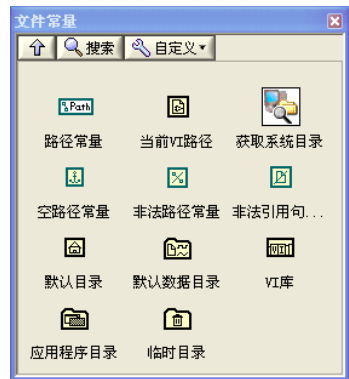 文件常量
搜索 自定义
Path
路径常量 当前VI路径 获取系统目录
空路径常量 非法路径常量 非法引用句...
默认目录 默认数据目录 VI库
应用程序目录 临时目录